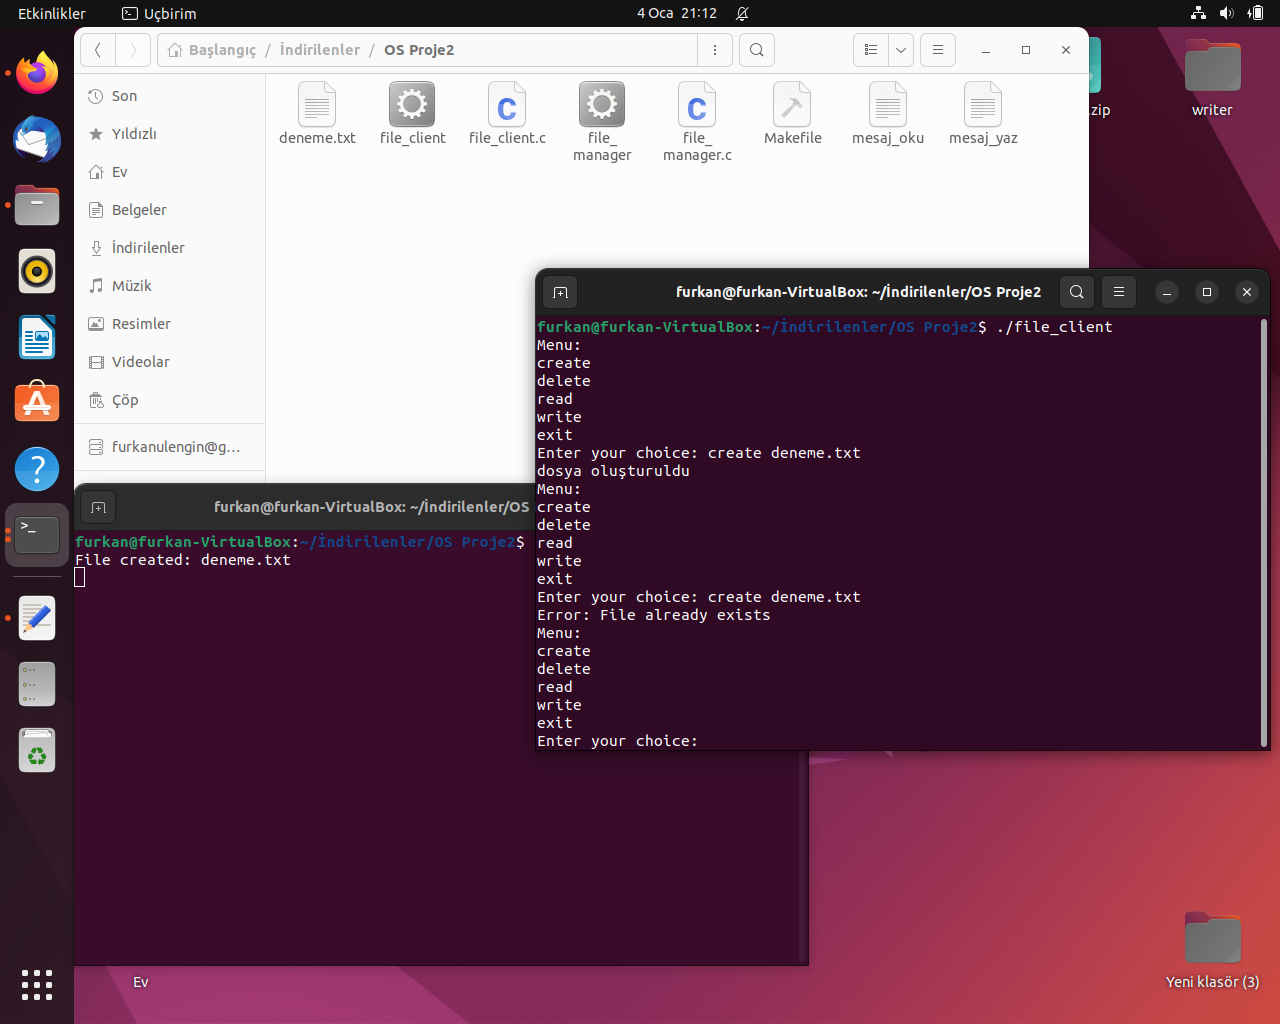 Etkinlikler
Uçbirim
4 Oca 21:12
Başlangıç / İndirilenler / OS Proje2
Son
Yıldızlı
Ev
Belgeler
İndirilenler
Müzik
Resimler
Videolar
Çöp
furkanulengin@g…
deneme.txt
file_client
file_client.c
file_
manager
file_
manager.c
Makefile
mesaj_oku
mesaj_yaz
.zip
writer
furkan@furkan-VirtualBox: ~/İndirilenler/OS Proje2
furkan@furkan-VirtualBox:~/İndirilenler/OS Proje2$ ./file_client
Menu:
create
delete
read
write
exit
Enter your choice: create deneme.txt
dosya oluşturuldu
Menu:
create
delete
read
write
exit
Enter your choice: create deneme.txt
Error: File already exists
Menu:
create
delete
read
write
exit
Enter your choice:
furkan@furkan-VirtualBox: ~/İndirilenler/OS
furkan@furkan-VirtualBox:~/İndirilenler/OS Proje2$
File created: deneme.txt
Ev
Yeni klasör (3)